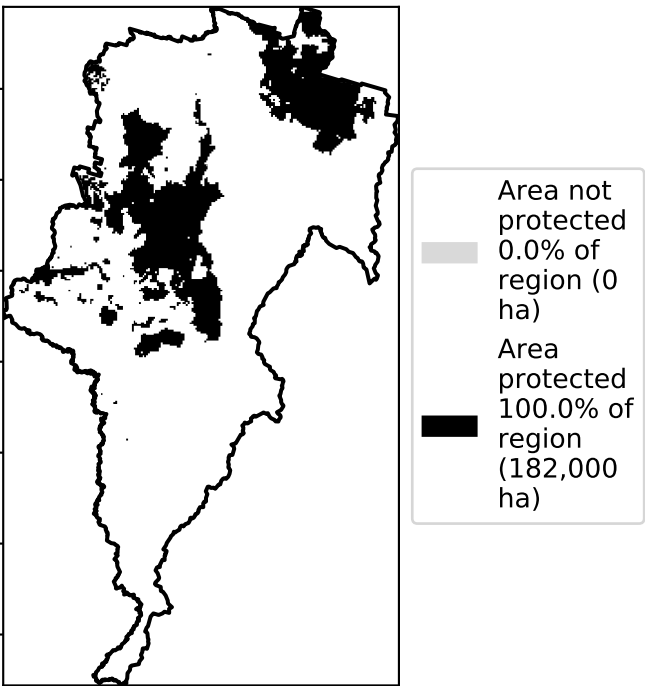 Area not
protected
0.0% of
region (0
ha)
Area
protected
100.0% of
region
(182,000
ha)